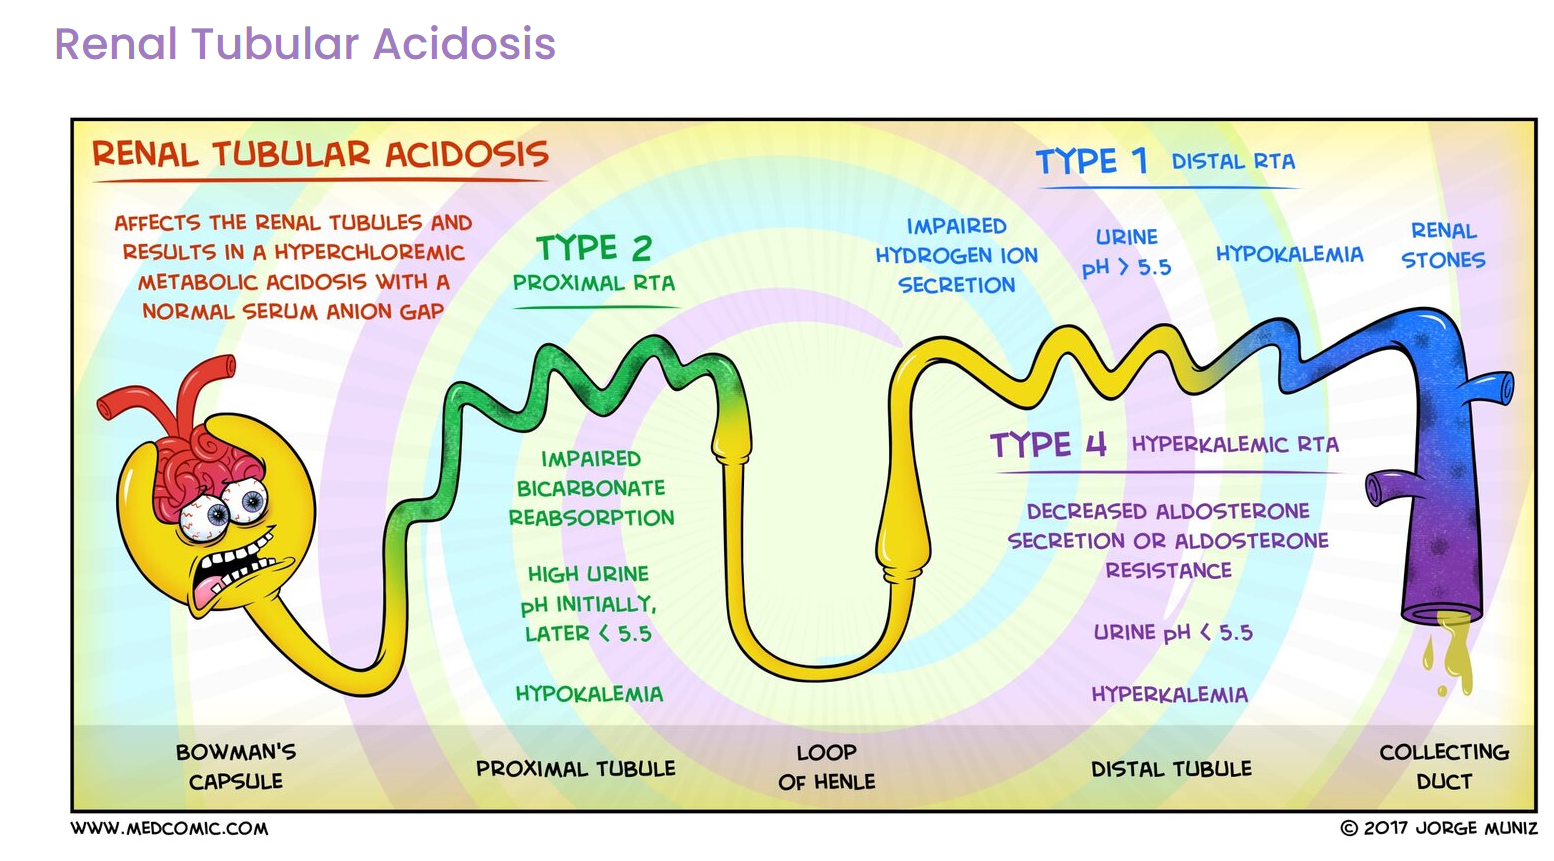 Renal Tubular Acidosis
RENAL TUBULAR ACIDOSIS
AFFECTS THE RENAL TUBULES AND
RESULTS IN A HYPERCHLOREMIC
METABOLIC ACIDOSIS WITH A
NORMAL SERUM ANION GAP
TYPE 2
PROXIMAL RTA
IMPAIRED
BICARBONATE
REABSORPTION
HIGH URINE
pH INITIALLY,
LATER < 5.5
HYPOKALEMIA
TYPE 1 DISTAL RTA
IMPAIRED
HYDROGEN ION
SECRETION
URINE
pH > 5.5
HYPOKALEMIA
RENAL
STONES
TYPE 4 HYPERKALEMIC RTA
DECREASED ALDOSTERONE
SECRETION OR ALDOSTERONE
RESISTANCE
URINE pH < 5.5
HYPERKALEMIA
BOWMAN'S
CAPSULE
PROXIMAL TUBULE
LOOP
OF HENLE
DISTAL TUBULE
COLLECTING
DUCT
WWW.MEDCOMIC.COM
© 2017 JORGE MUNIZ